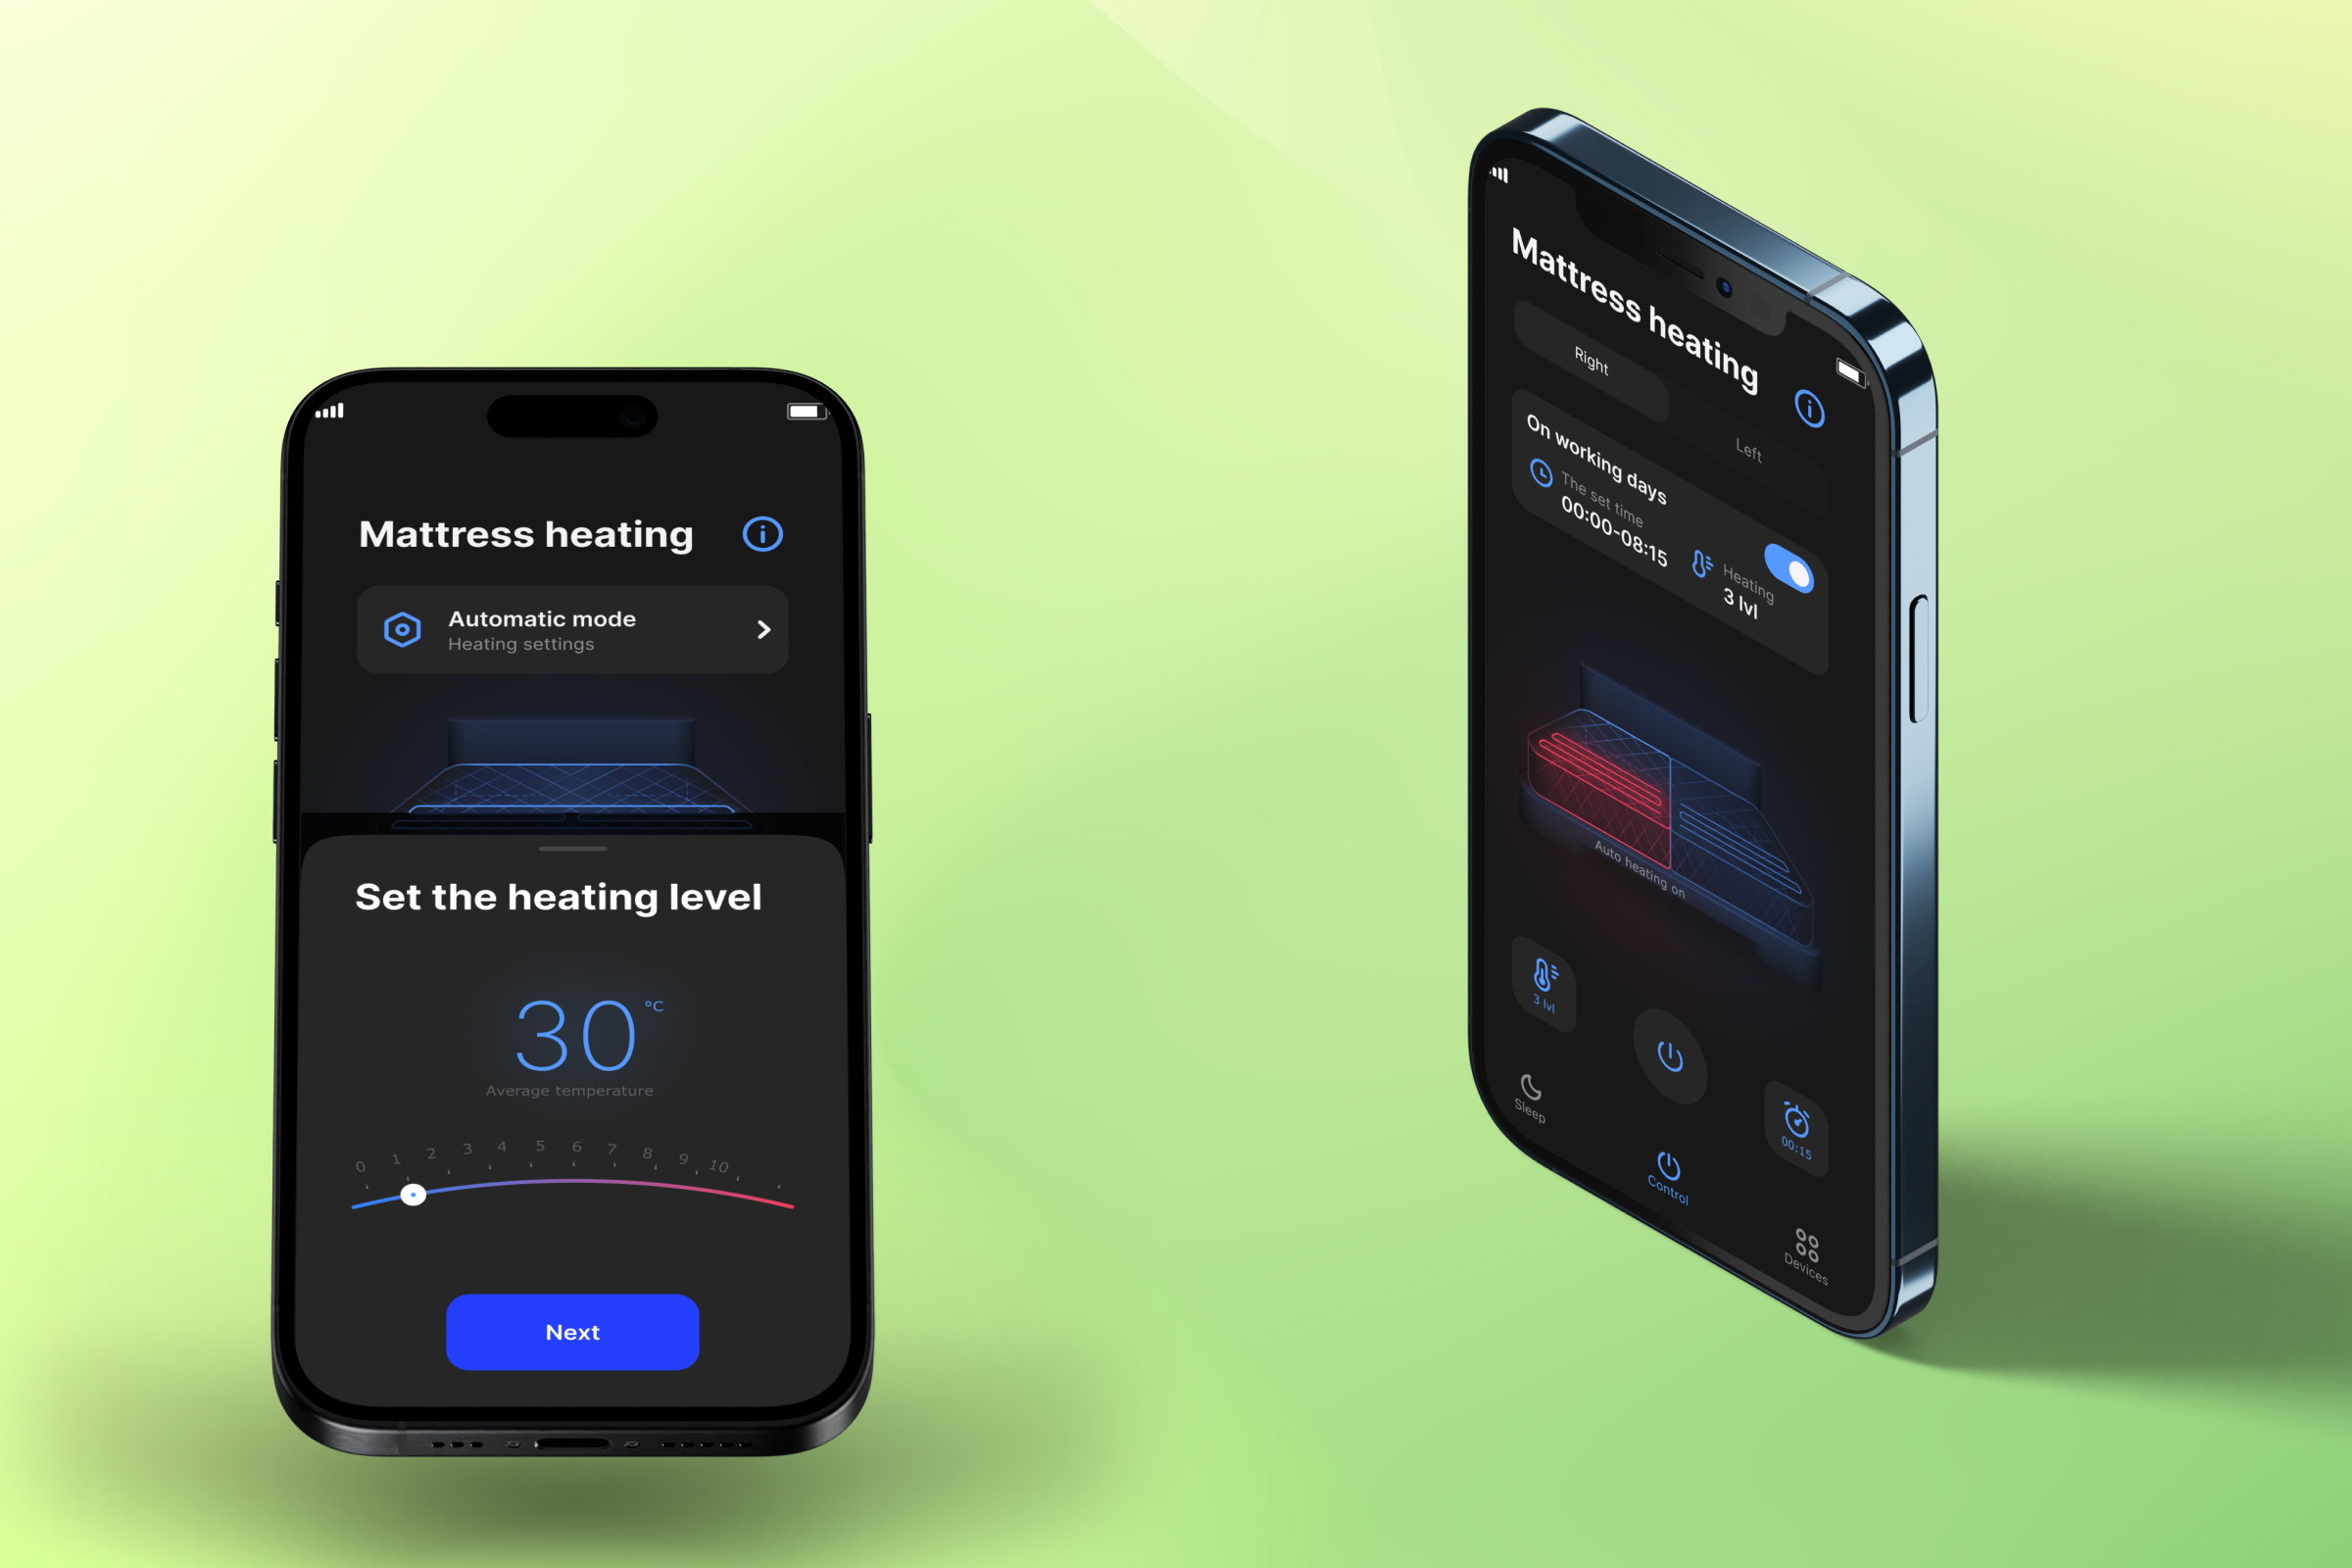 Mattress heating
Automatic mode
Heating settings
Set the heating level
30 °C
Average temperature
0 1 2 3 4 5 6 7 8 9 10
Next
Mattress heating
Right
Left
On working days
The set time
00:00-08:15
Heating
3 lvl
Auto heating on
3 lvl
00:15
Sleep
Control
Devices